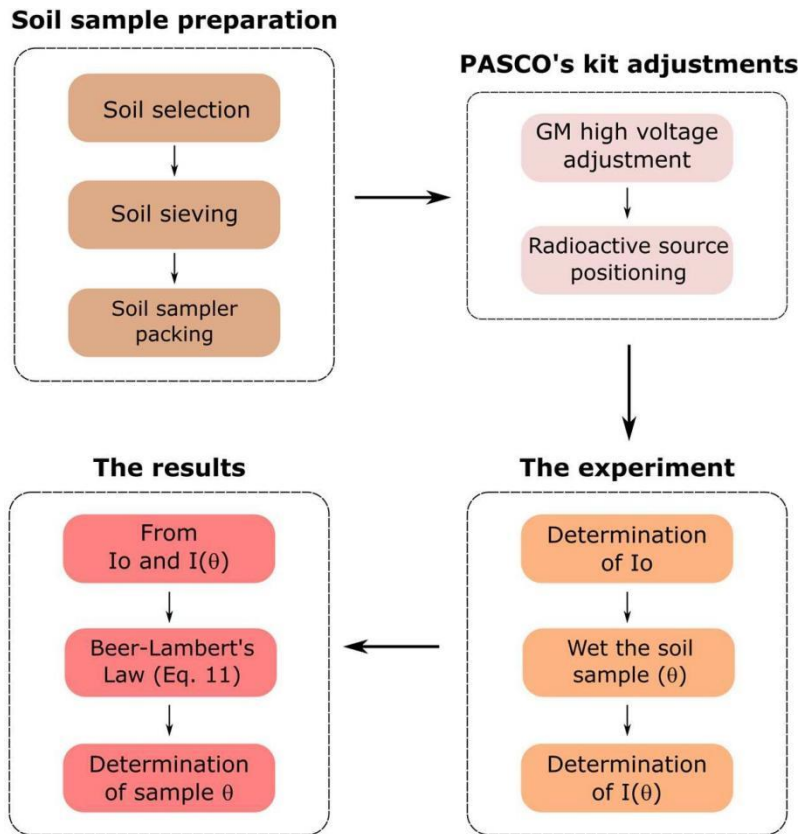 Soil sample preparation
Soil selection
Soil sieving
Soil sampler
packing
PASCO's kit adjustments
GM high voltage
adjustment
Radioactive source
positioning
The experiment
Determination
of Io
Wet the soil
sample (θ)
Determination
of I(θ)
The results
From
Io and I(θ)
Beer-Lambert's
Law (Eq. 11)
Determination
of sample θ